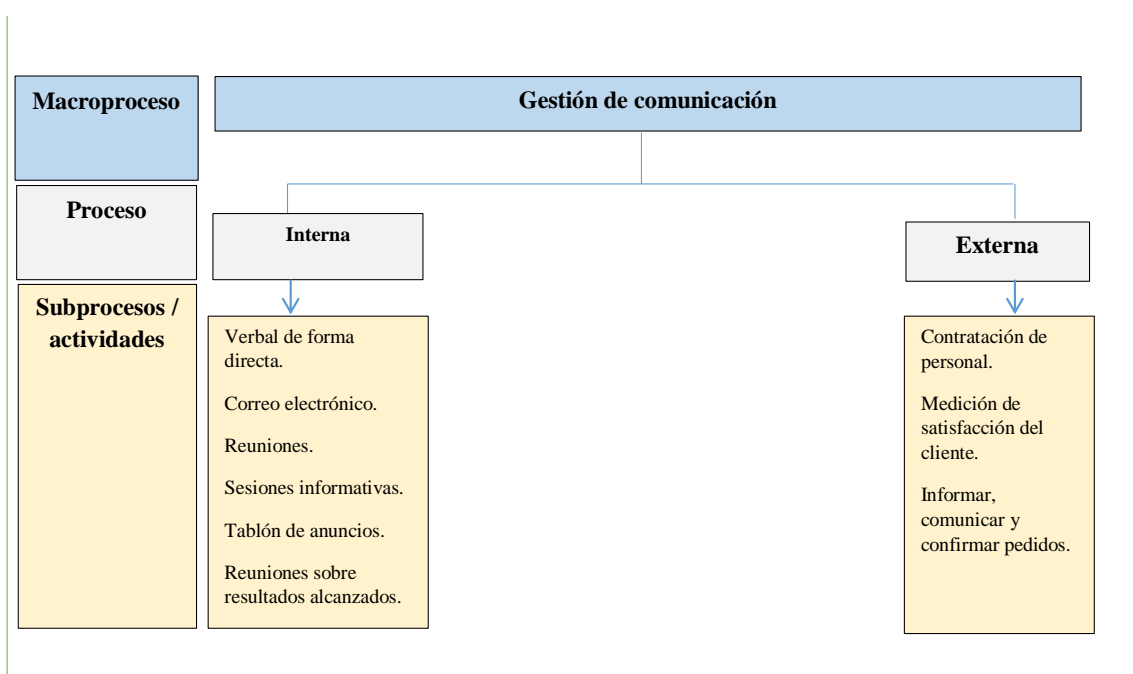 Macroproceso
Gestión de comunicación
Proceso
Interna
Externa
Subprocesos /
actividades
Verbal de forma
directa.
Correo electrónico.
Reuniones.
Sesiones informativas.
Tablón de anuncios.
Reuniones sobre
resultados alcanzados.
Contratación de
personal.
Medición de
satisfacción del
cliente.
Informar,
comunicar y
confirmar pedidos.